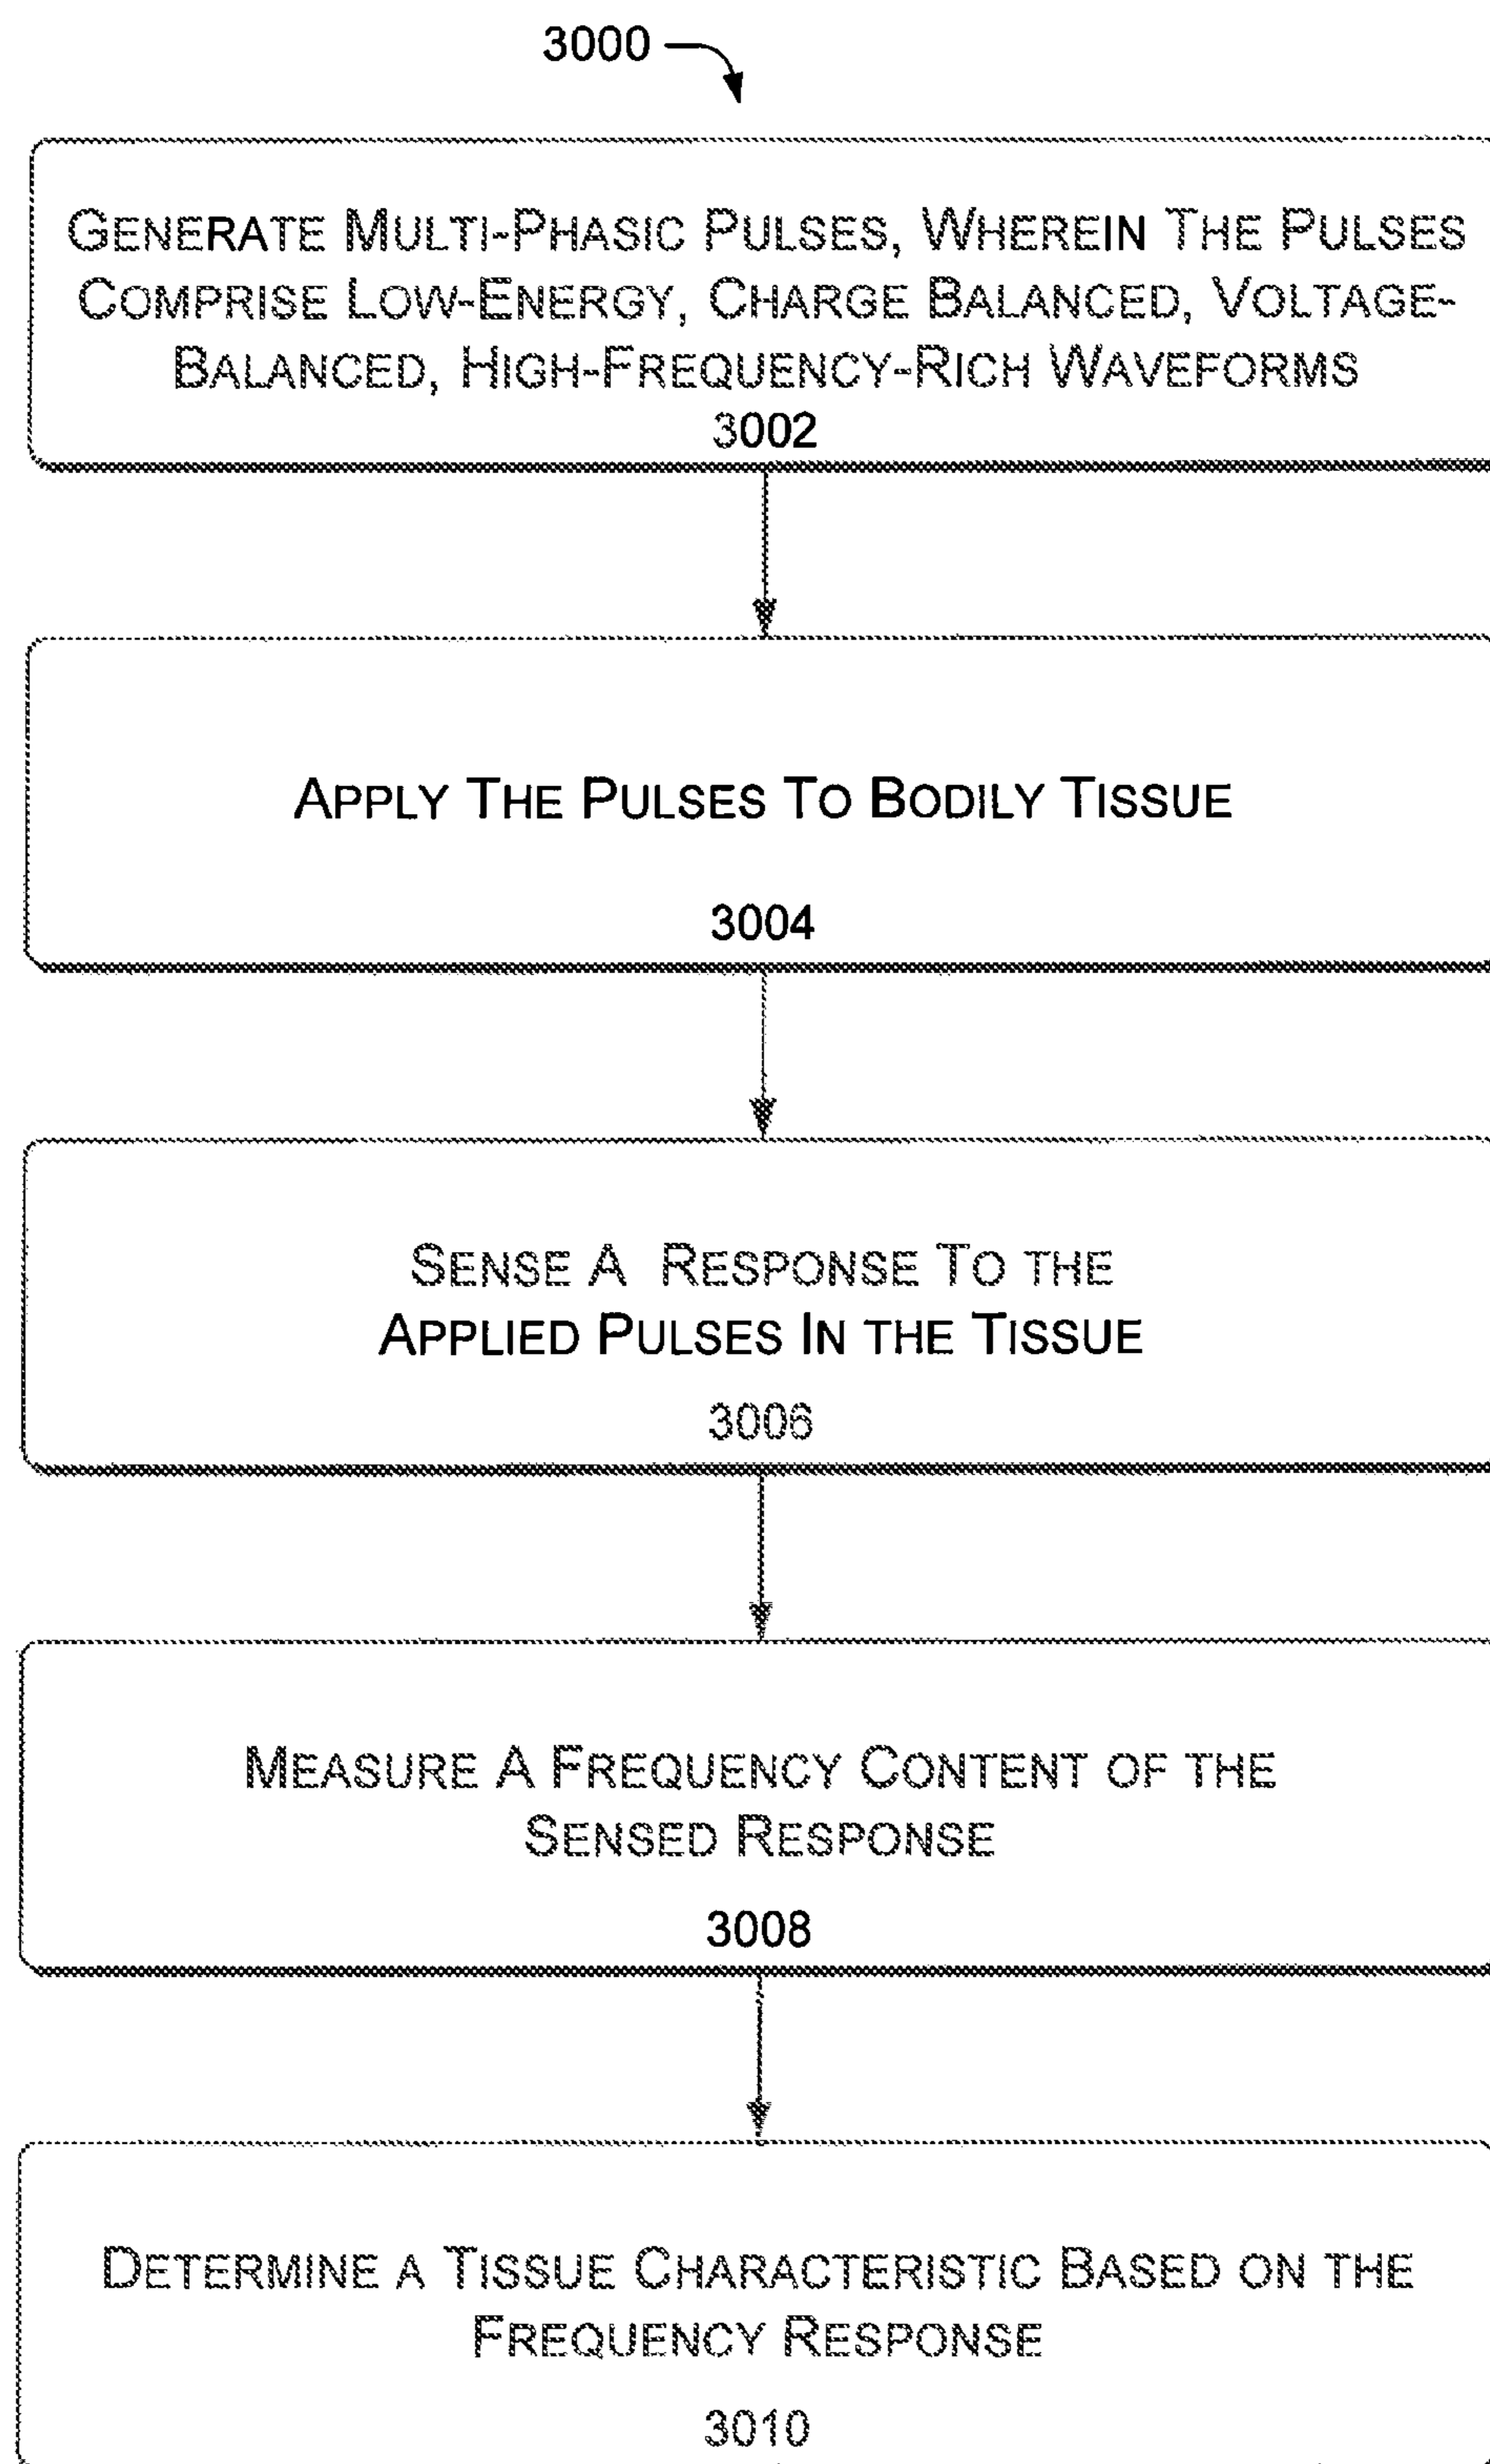 3000
GENERATE MULTI-PHASIC PULSES, WHEREIN THE PULSES
COMPRISE LOW-ENERGY, CHARGE BALANCED, VOLTAGE-
BALANCED, HIGH-FREQUENCY-RICH WAVEFORMS
3002
APPLY THE PULSES TO BODILY TISSUE
3004
SENSE A RESPONSE TO THE
APPLIED PULSES IN THE TISSUE
3006
MEASURE A FREQUENCY CONTENT OF THE
SENSED RESPONSE
3008
DETERMINE A TISSUE CHARACTERISTIC BASED ON THE
FREQUENCY RESPONSE
3010